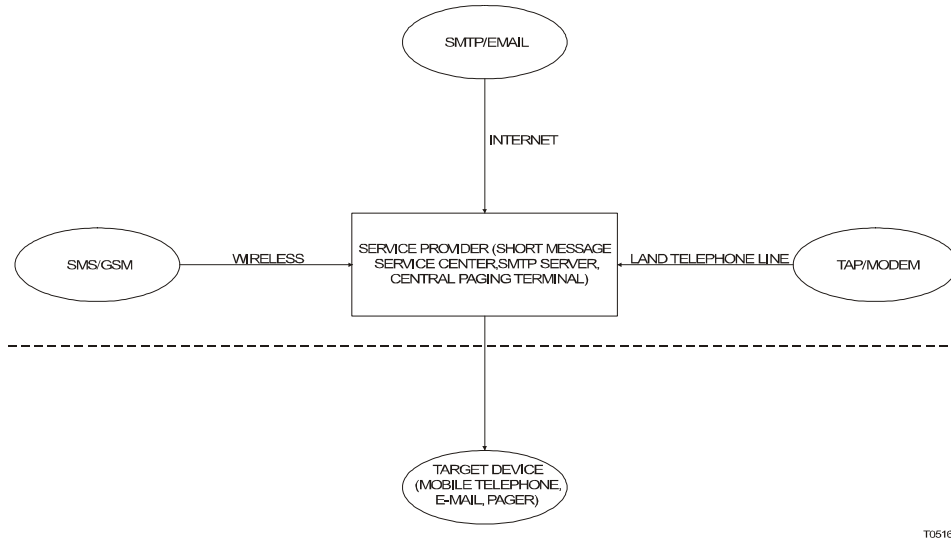 SMTP/EMAIL
INTERNET
SMS/GSM
WIRELESS
SERVICE PROVIDER (SHORT MESSAGE
SERVICE CENTER,SMTP SERVER,
CENTRAL PAGING TERMINAL)
LAND TELEPHONE LINE
TAP/MODEM
TARGET DEVICE
(MOBILE TELEPHONE,
E-MAIL, PAGER)
T0516